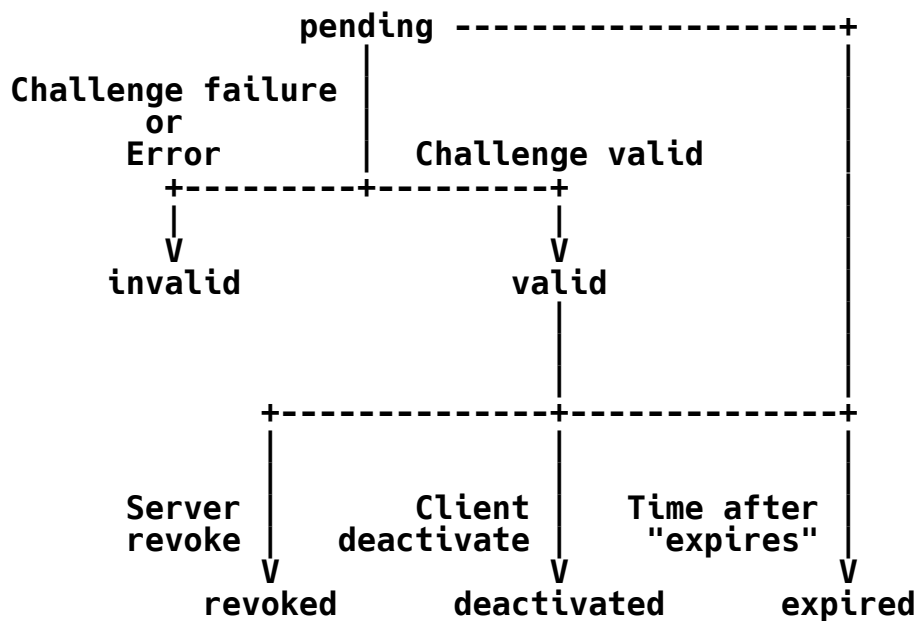 pending --------------------+
Challenge failure
or
Error
Challenge valid
+---------+---------+
V V
invalid valid
+--------------+--------------+
Server Client Time after
revoke deactivate "expires"
V V V
revoked deactivated expired